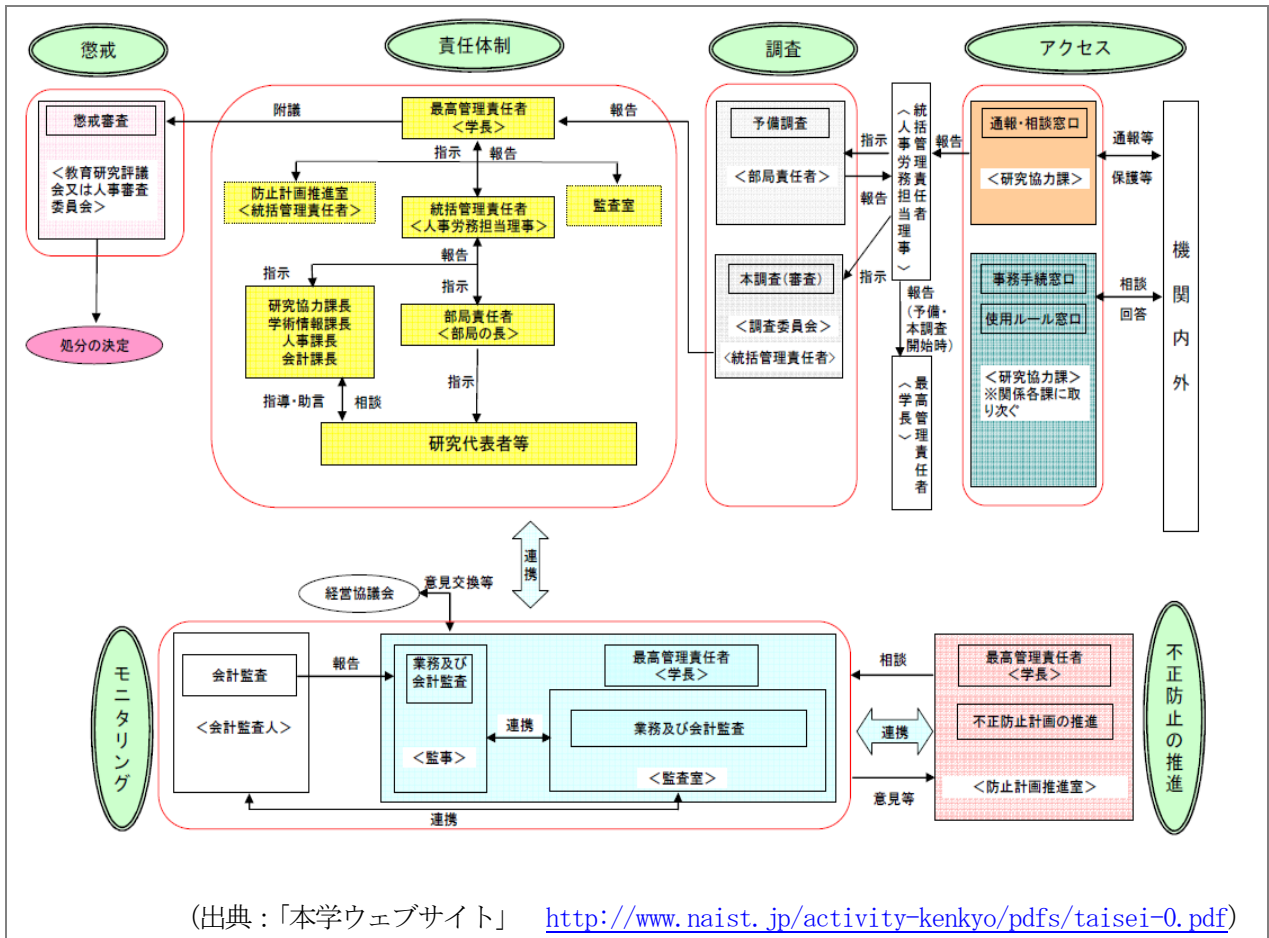 懲戒
責任体制
調査
アクセス
懲戒審査
<教育研究評議
会又は人事審査
委員会>
処分の決定
附議
最高管理責任者
<学長>
報告
指示
報告
防止計画推進室
<統括管理責任者>
統括管理責任者
<人事労務担当理事>
監査室
報告
指示
指示
研究協力課長
学術情報課長
人事課長
会計課長
部局責任者
<部局の長>
指導・助言
相談
指示
研究代表者等
予備調査
<部局責任者>
指示
報告
本調査(審査)
<調査委員会>
<統括管理責任者>
指示
統括管理責任者
<人事労務担当理事>
報告
報告
(予備・
本調査
開始時)
最高管理責任者
<学長>
通報・相談窓口
<研究協力課>
通報等
保護等
事務手続窓口
使用ルール窓口
<研究協力課>
※関係各課に取
り次ぐ
相談
回答
機関内外
連携
経営協議会
意見交換等
モニタリング
会計監査
<会計監査人>
報告
業務及び
会計監査
<監事>
連携
最高管理責任者
<学長>
業務及び会計監査
<監査室>
連携
相談
連携
意見等
最高管理責任者
<学長>
不正防止計画の推進
<防止計画推進室>
不正防止の推進
(出典:「本学ウェブサイト」 http://www.naist.jp/activity-kenkyo/pdfs/taisei-0.pdf)